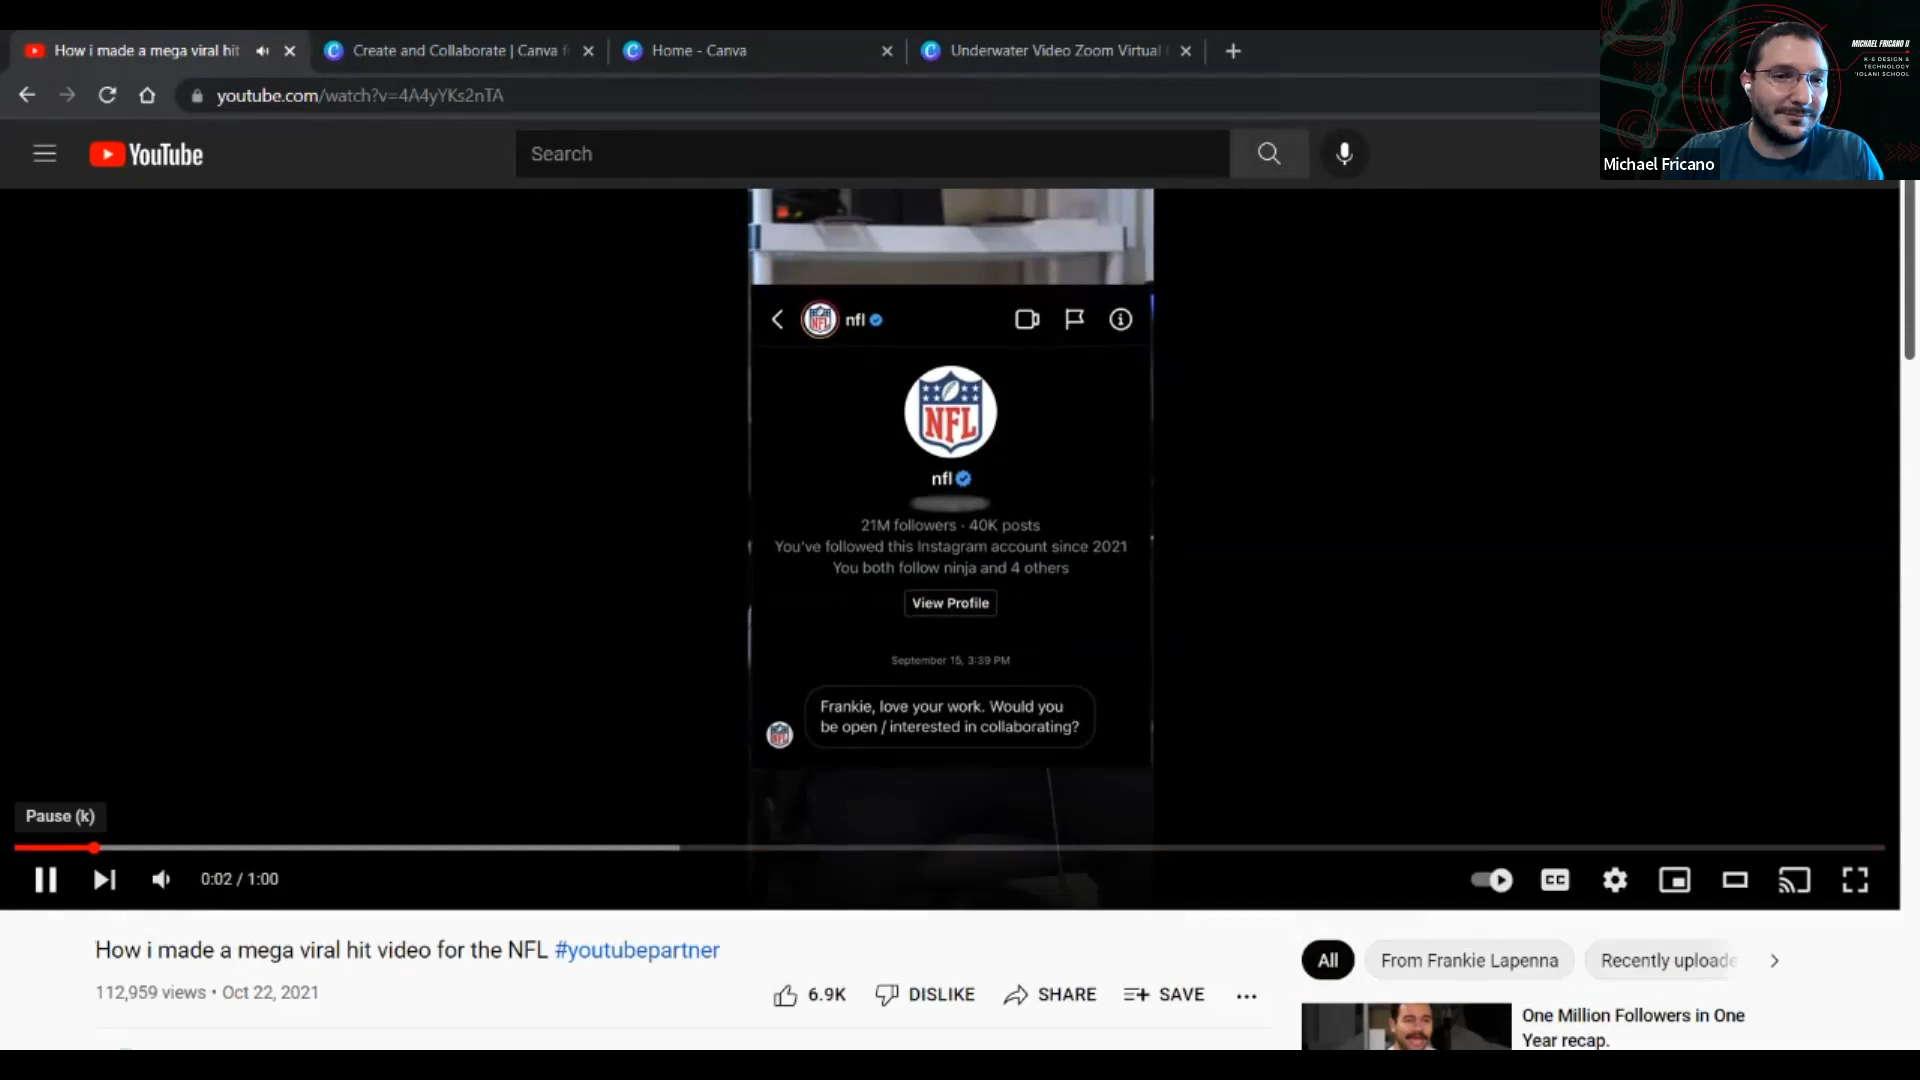 How i made a mega viral hit
Create and Collaborate | Canva f
Home - Canva
Underwater Video Zoom Virtual
youtube.com/watch?v=4A4yYKs2nTA
YouTube
Search
MICHAEL FRICANO II
K-6 DESIGN &
TECHNOLOGY
'IOLANI SCHOOL
Michael Fricano
NFL
nfl
NFL
nfl
21M followers · 40K posts
You've followed this Instagram account since 2021
You both follow ninja and 4 others
View Profile
September 15, 3:39 PM
Frankie, love your work. Would you
be open / interested in collaborating?
NFL
Pause (k)
0:02 / 1:00
CC
How i made a mega viral hit video for the NFL #youtubepartner
112,959 views • Oct 22, 2021
6.9K
DISLIKE
SHARE
SAVE
All
From Frankie Lapenna
Recently uploade
One Million Followers in One
Year recap.